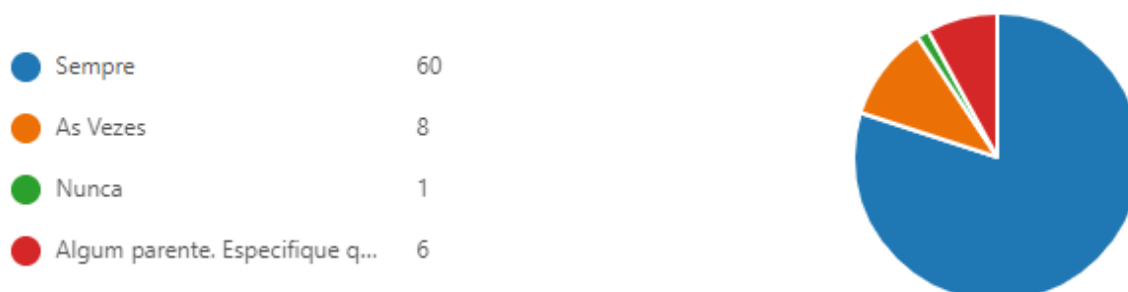 Sempre 60
As Vezes 8
Nunca 1
Algum parente. Especifique q... 6